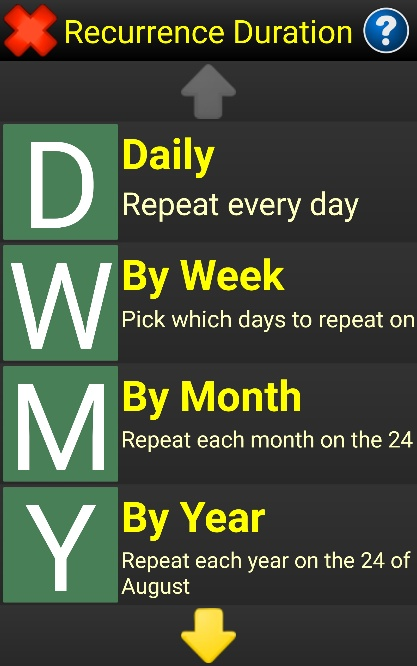 Recurrence Duration
?
D
Daily
Repeat every day
W
By Week
Pick which days to repeat on
M
By Month
Repeat each month on the 24
Y
By Year
Repeat each year on the 24 of
August